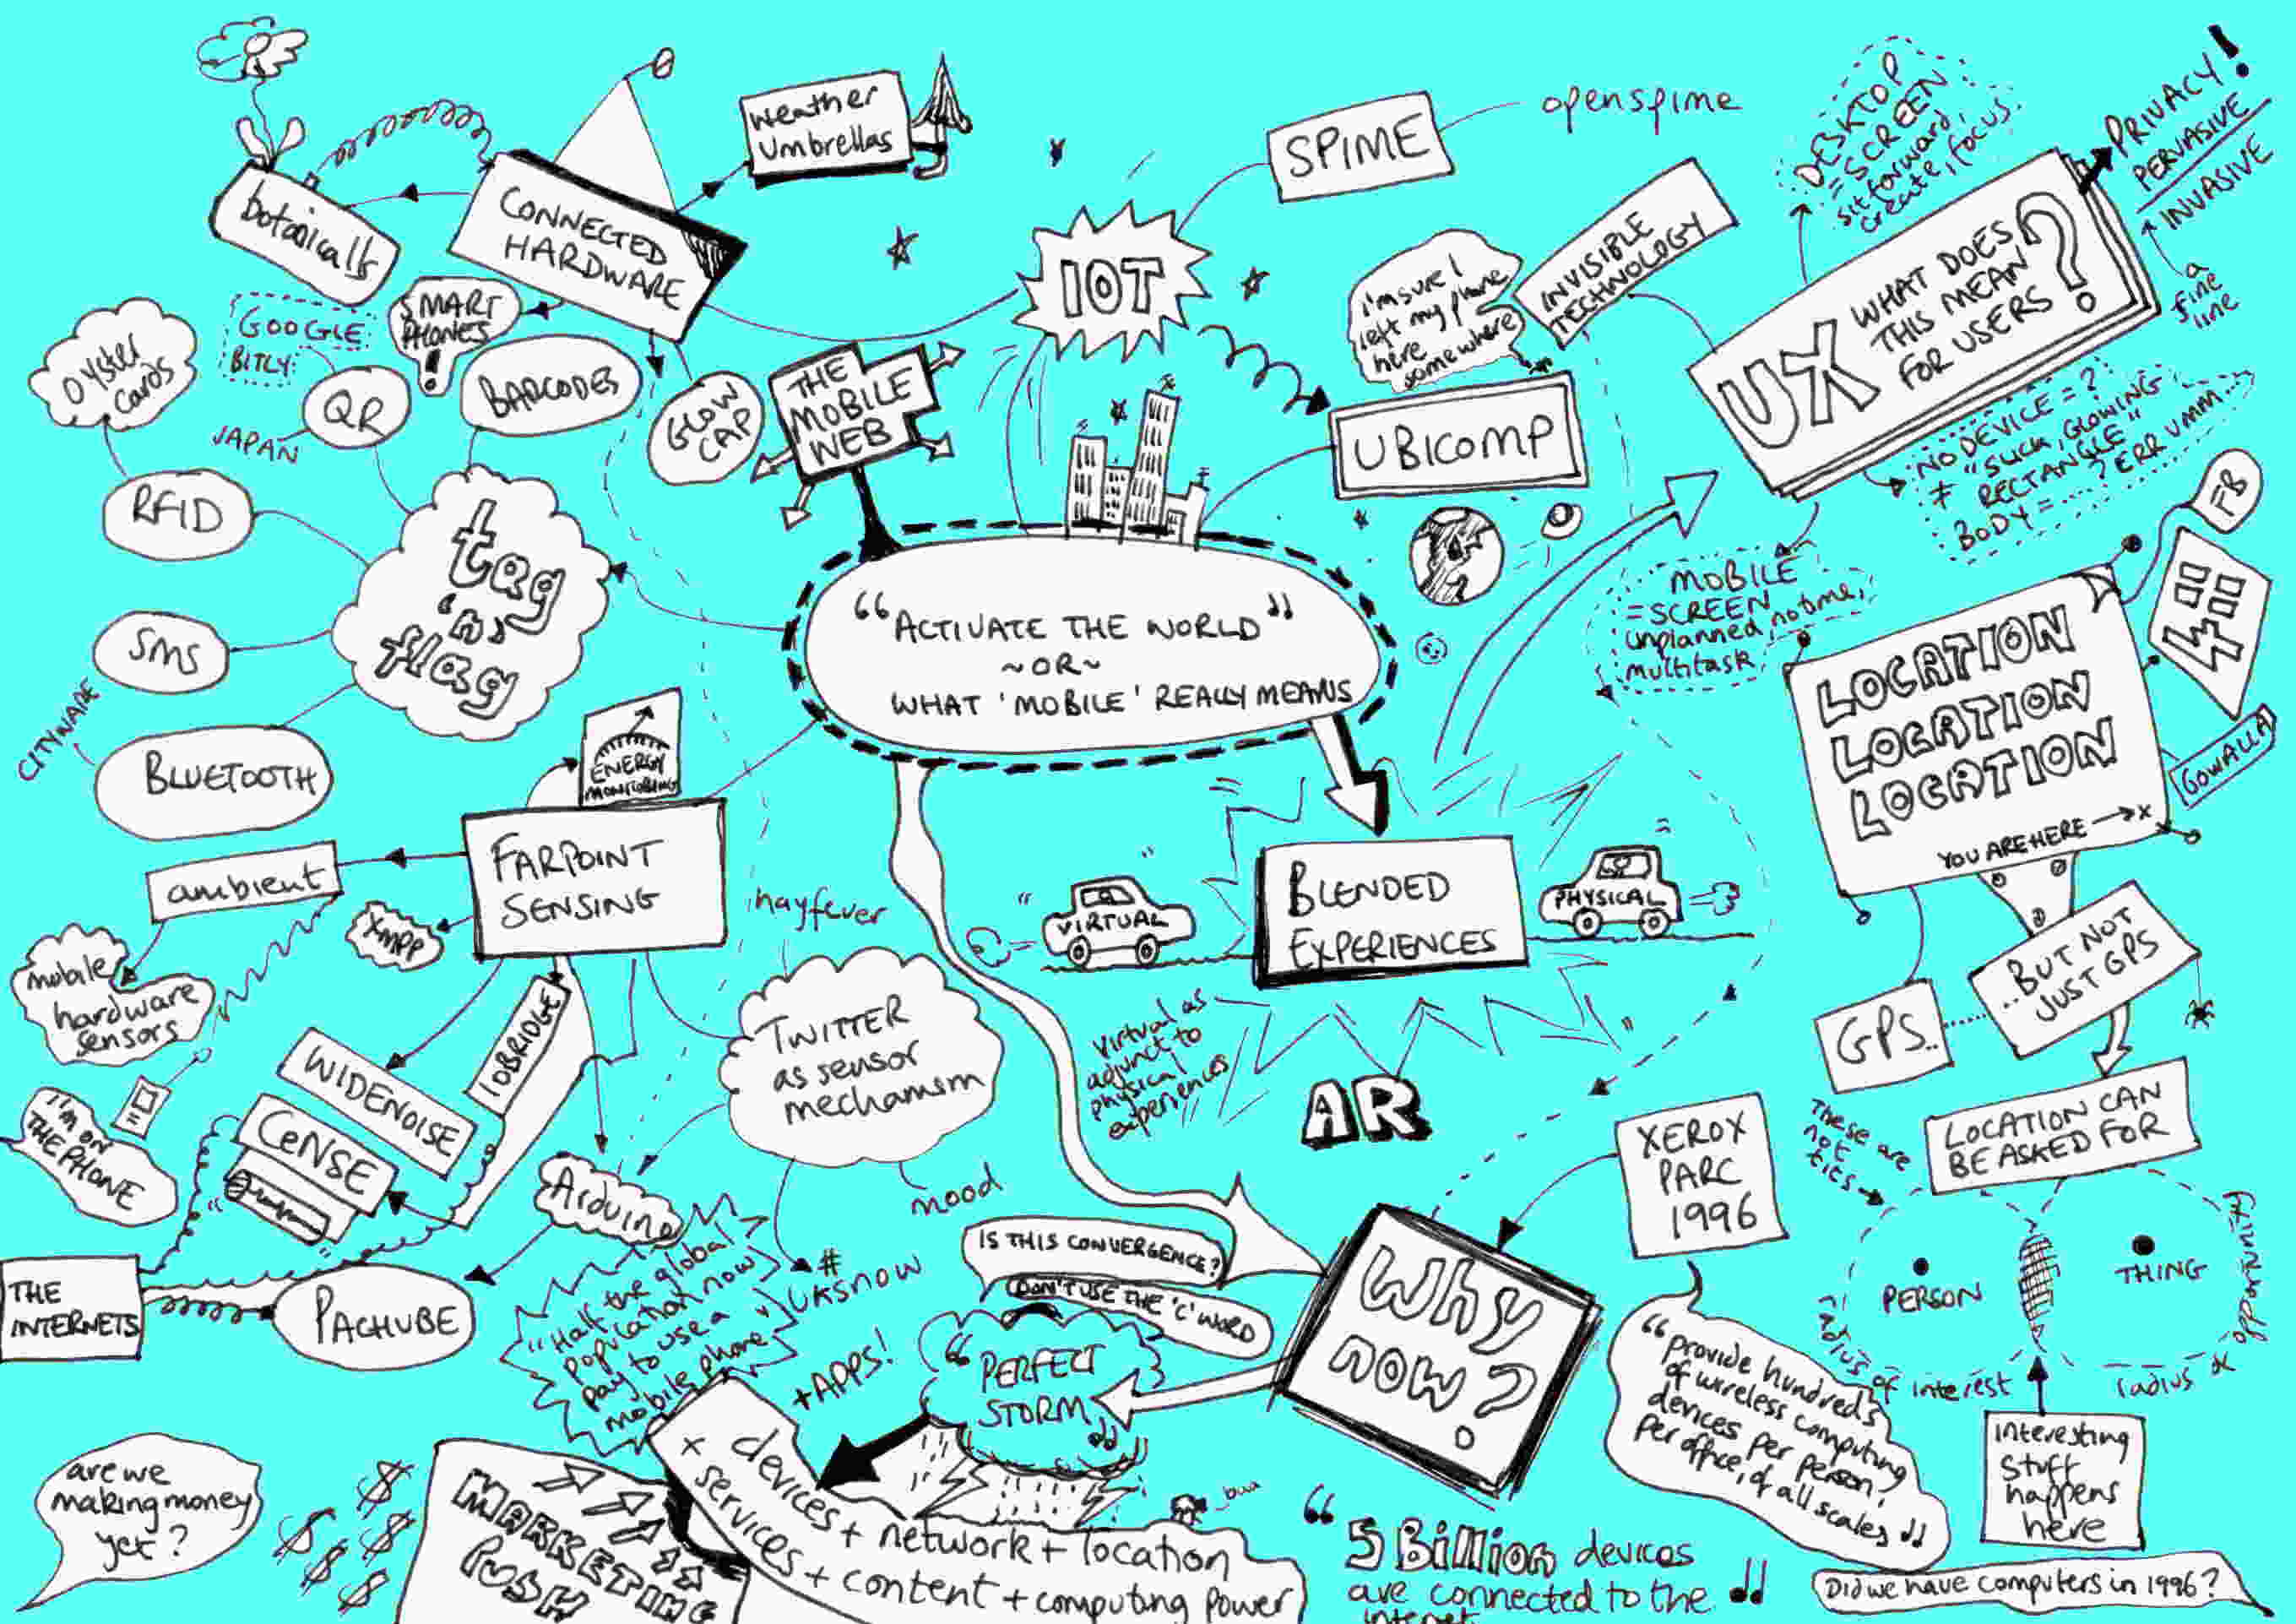 weather
umbrellas
SPIME
openspime
DESKTOP
= SCREEN
sit forward,
create, focus.
PRIVACY!
PERVASIVE
INVASIVE
a
fine
line
botanicalls
CONNECTED
HARDWARE
IOT
INVISIBLE
TECHNOLOGY
I'm sure I
left my phone
here
somewhere
UX
WHAT DOES
THIS MEAN
FOR USERS
?
SMART
PHONES
!
GOOGLE
BITLY
oyster
cards
QR
JAPAN
BARCODES
GLOW
CAP
THE
MOBILE
WEB
UBICOMP
NO DEVICE = ?
≠ "SLICK, GLOWING
RECTANGLE"
BODY = ....? ERR UMM...
FB
RFID
tag
'n'
flag
SMS
CITYWARE
BLUETOOTH
"ACTIVATE THE WORLD"
~OR~
WHAT 'MOBILE' REALLY MEANS
MOBILE
= SCREEN
unplanned, no time,
multitask,
LOCATION
LOCATION
LOCATION
YOU ARE HERE → X
GOWALLA
ENERGY
MONITORING
FARPOINT
SENSING
ambient
XMPP
mobile
hardware
sensors
hayfever
VIRTUAL
BLENDED
EXPERIENCES
PHYSICAL
...BUT NOT
JUST GPS
GPS..
IOBRIDGE
WIDENOISE
CeNSE
I'M ON
THE PHONE
TWITTER
as sensor
mechanism
Virtual as
adjunct to
physical
experiences
AR
LOCATION CAN
BE ASKED FOR
These are
not
tits →
XEROX
PARC
1996
Arduino
mood
#
UKSNOW
THE
INTERNETS
PACHUBE
"Half the global
population now
pay to use a
mobile phone"
IS THIS CONVERGENCE?
DON'T USE THE 'C' WORD
WHY
NOW?
PERSON
THING
radius of interest
radius of opportunity
+APPS!
"PERFECT
STORM"
"provide hundreds
of wireless computing
devices per person,
per office, of all scales"
interesting
stuff
happens
here
are we
making money
yet?
$ $ $ $ $ $
MARKETING
PUSH
devices + network + location
+ services + content + computing power
"5 Billion devices
are connected to the
internet
Did we have computers in 1996?